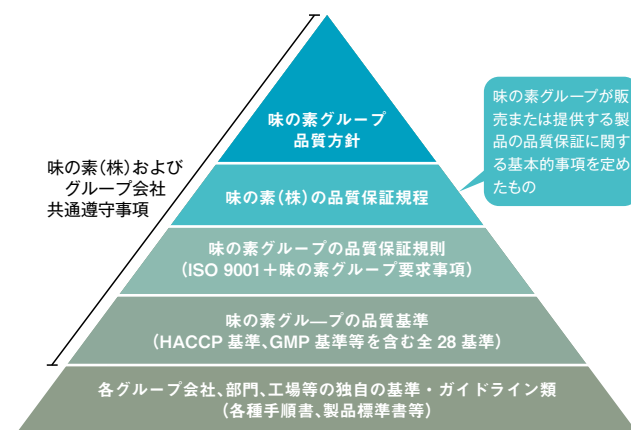 味の素グループ
品質方針
味の素グループが販
売または提供する製
品の品質保証に関す
る基本的事項を定め
たもの
味の素(株)および
グループ会社
共通遵守事項
味の素(株)の品質保証規程
味の素グループの品質保証規則
(ISO 9001+味の素グループ要求事項)
味の素グル―プの品質基準
(HACCP 基準、GMP 基準等を含む全 28 基準)
各グループ会社、部門、工場等の独自の基準・ガイドライン類
(各種手順書、製品標準書等)